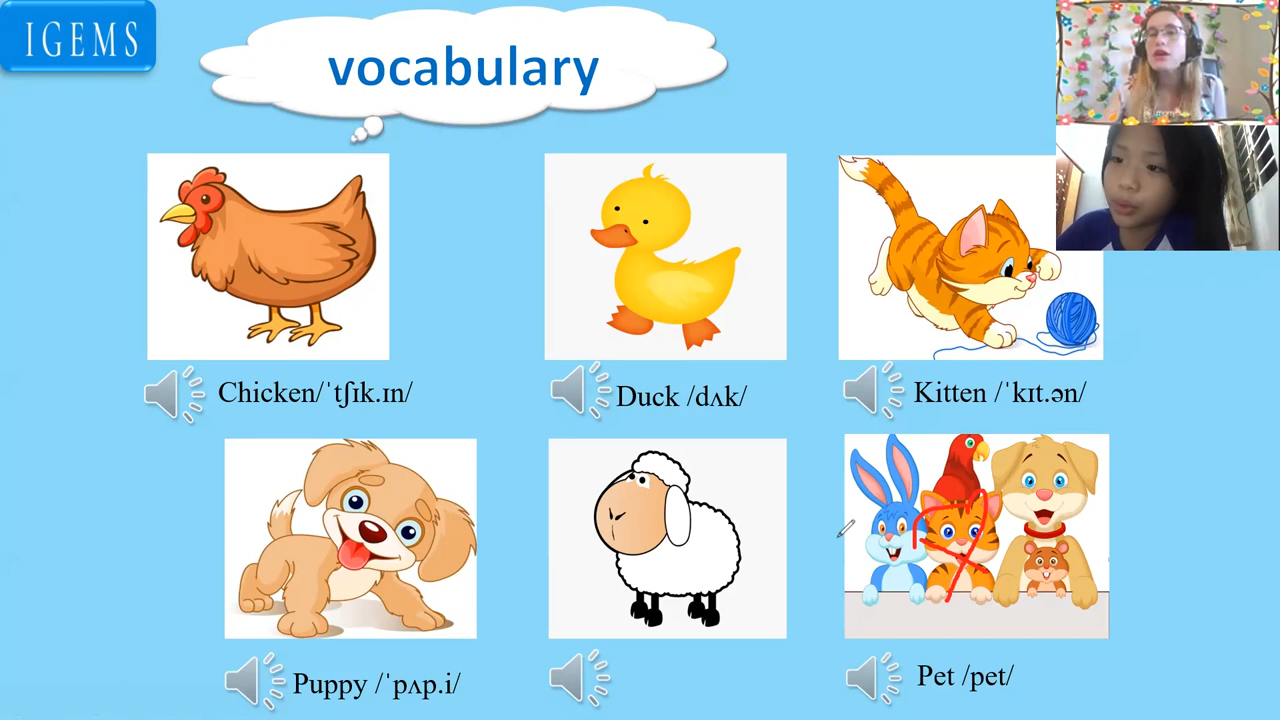 IGEMS
vocabulary
Chicken/ˈtʃɪk.ɪn/
Duck /dʌk/
Kitten /ˈkɪt.ən/
Puppy /ˈpʌp.i/
Pet /pet/